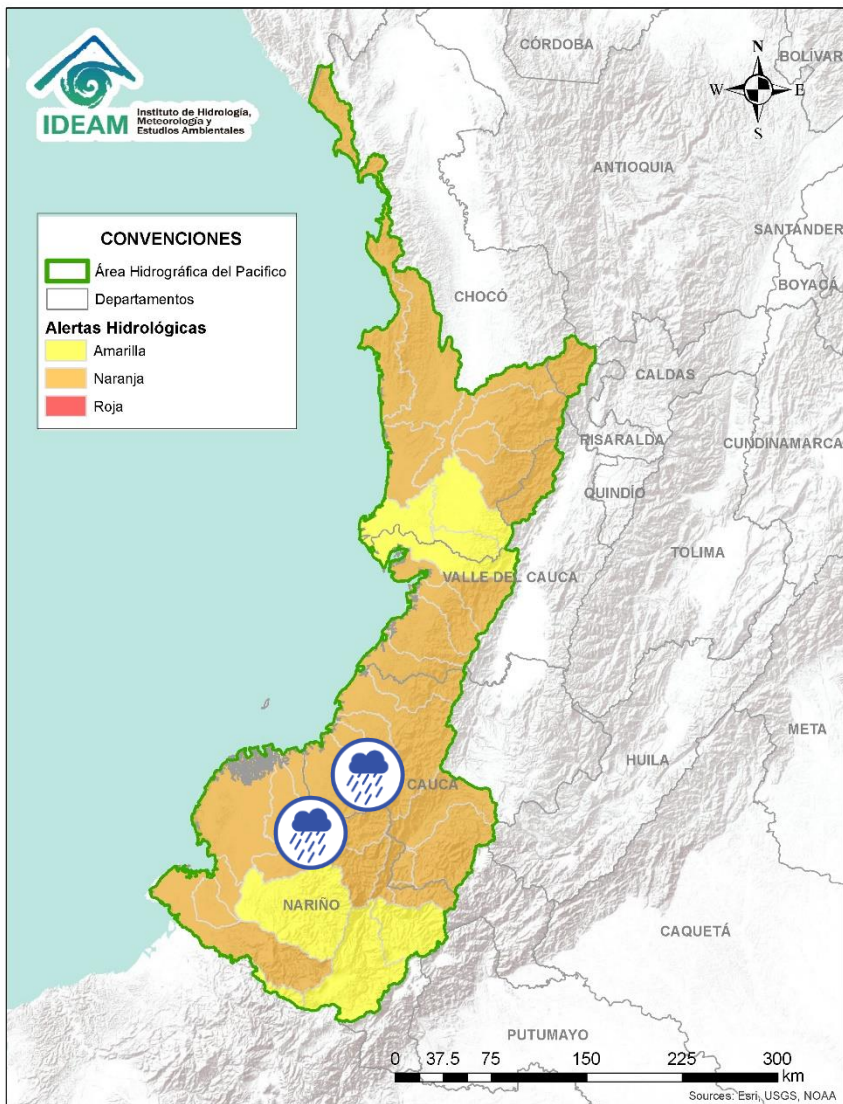 IDEAM
Instituto de Hidrología,
Meteorología y
Estudios Ambientales
CÓRDOBA
BOLÍVAR
N
W
E
S
ANTIOQUIA
SANTANDER
BOYACÁ
CONVENCIONES
Área Hidrográfica del Pacifico
Departamentos
Alertas Hidrológicas
Amarilla
Naranja
Roja
CHOCÓ
CALDAS
RISARALDA
CUNDINAMARCA
QUINDÍO
TOLIMA
VALLE DEL CAUCA
META
HUILA
CAUCA
NARIÑO
CAQUETÁ
PUTUMAYO
0 37.5 75 150 225 300
km
Sources: Esri, USGS, NOAA